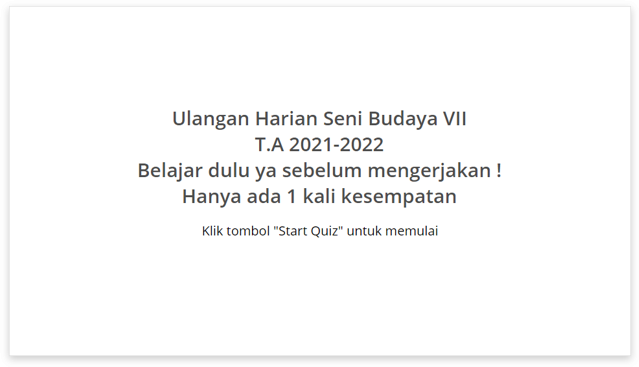 Ulangan Harian Seni Budaya VII
T.A 2021-2022
Belajar dulu ya sebelum mengerjakan !
Hanya ada 1 kali kesempatan
Klik tombol "Start Quiz" untuk memulai